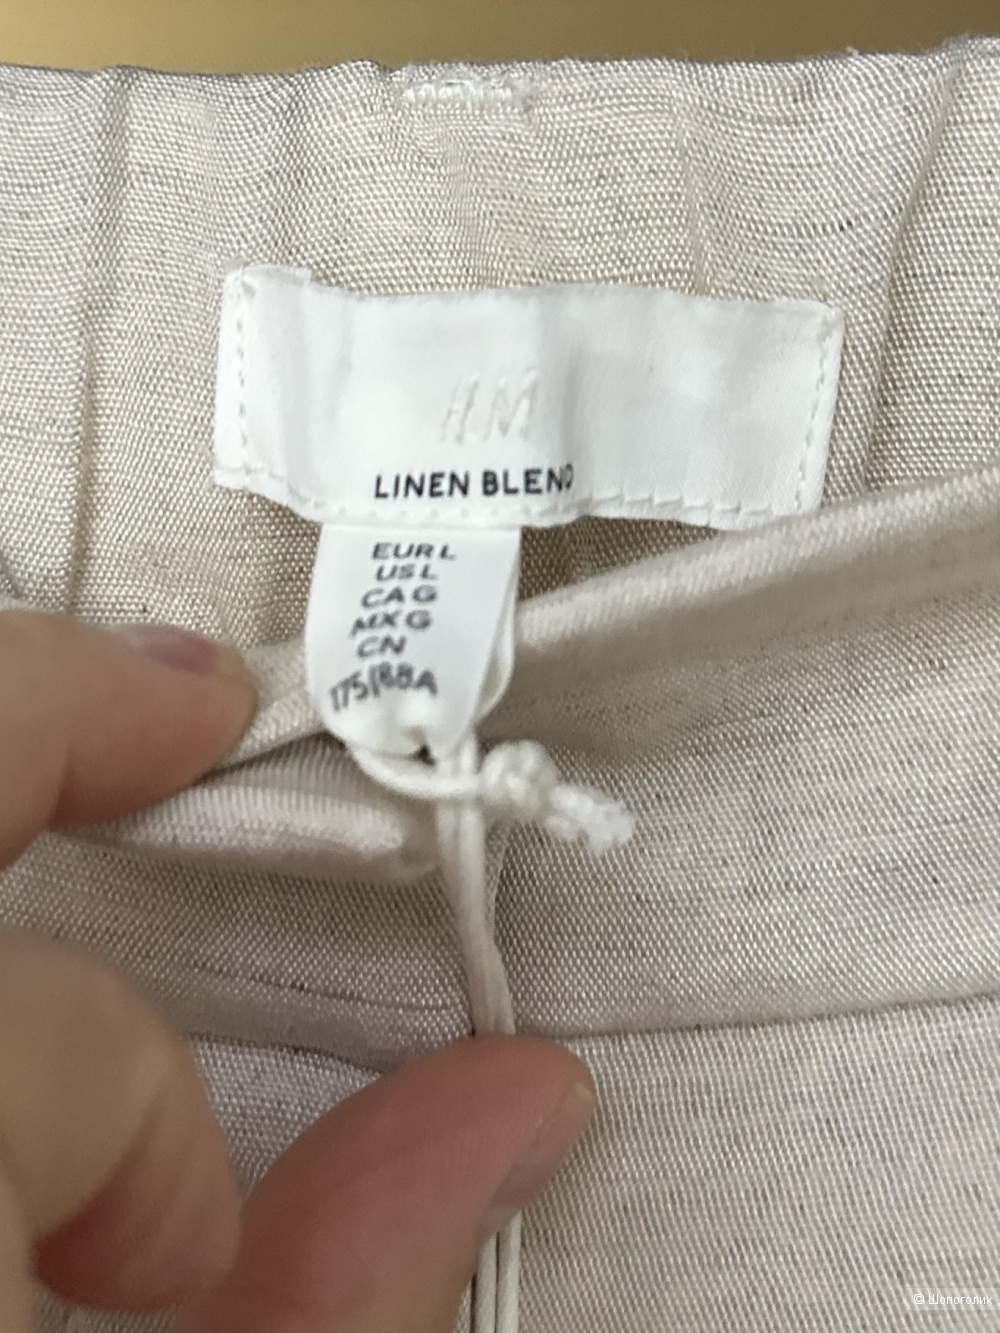 H&M
LINEN BLEND
EUR L
US L
CA G
MX G
CN
175/88A
© Шопоголик